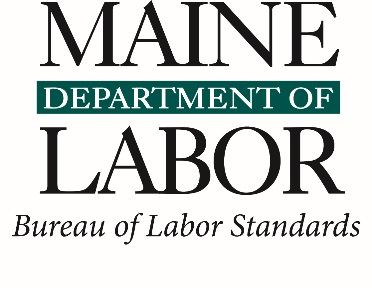 MAINE
DEPARTMENT OF
LABOR
Bureau of Labor Standards